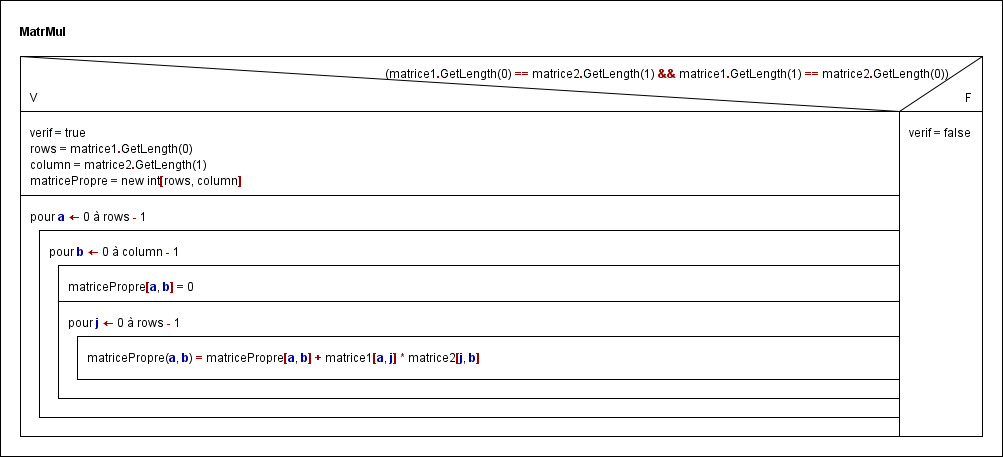 MatrMul
(matrice1.GetLength(0) == matrice2.GetLength(1) && matrice1.GetLength(1) == matrice2.GetLength(0))
V
F
verif = true
rows = matrice1.GetLength(0)
column = matrice2.GetLength(1)
matricePropre = new int[rows, column]
verif = false
pour a ← 0 à rows - 1
pour b ← 0 à column - 1
matricePropre[a, b] = 0
pour j ← 0 à rows - 1
matricePropre(a, b) = matricePropre[a, b] + matrice1[a, j] * matrice2[j, b]